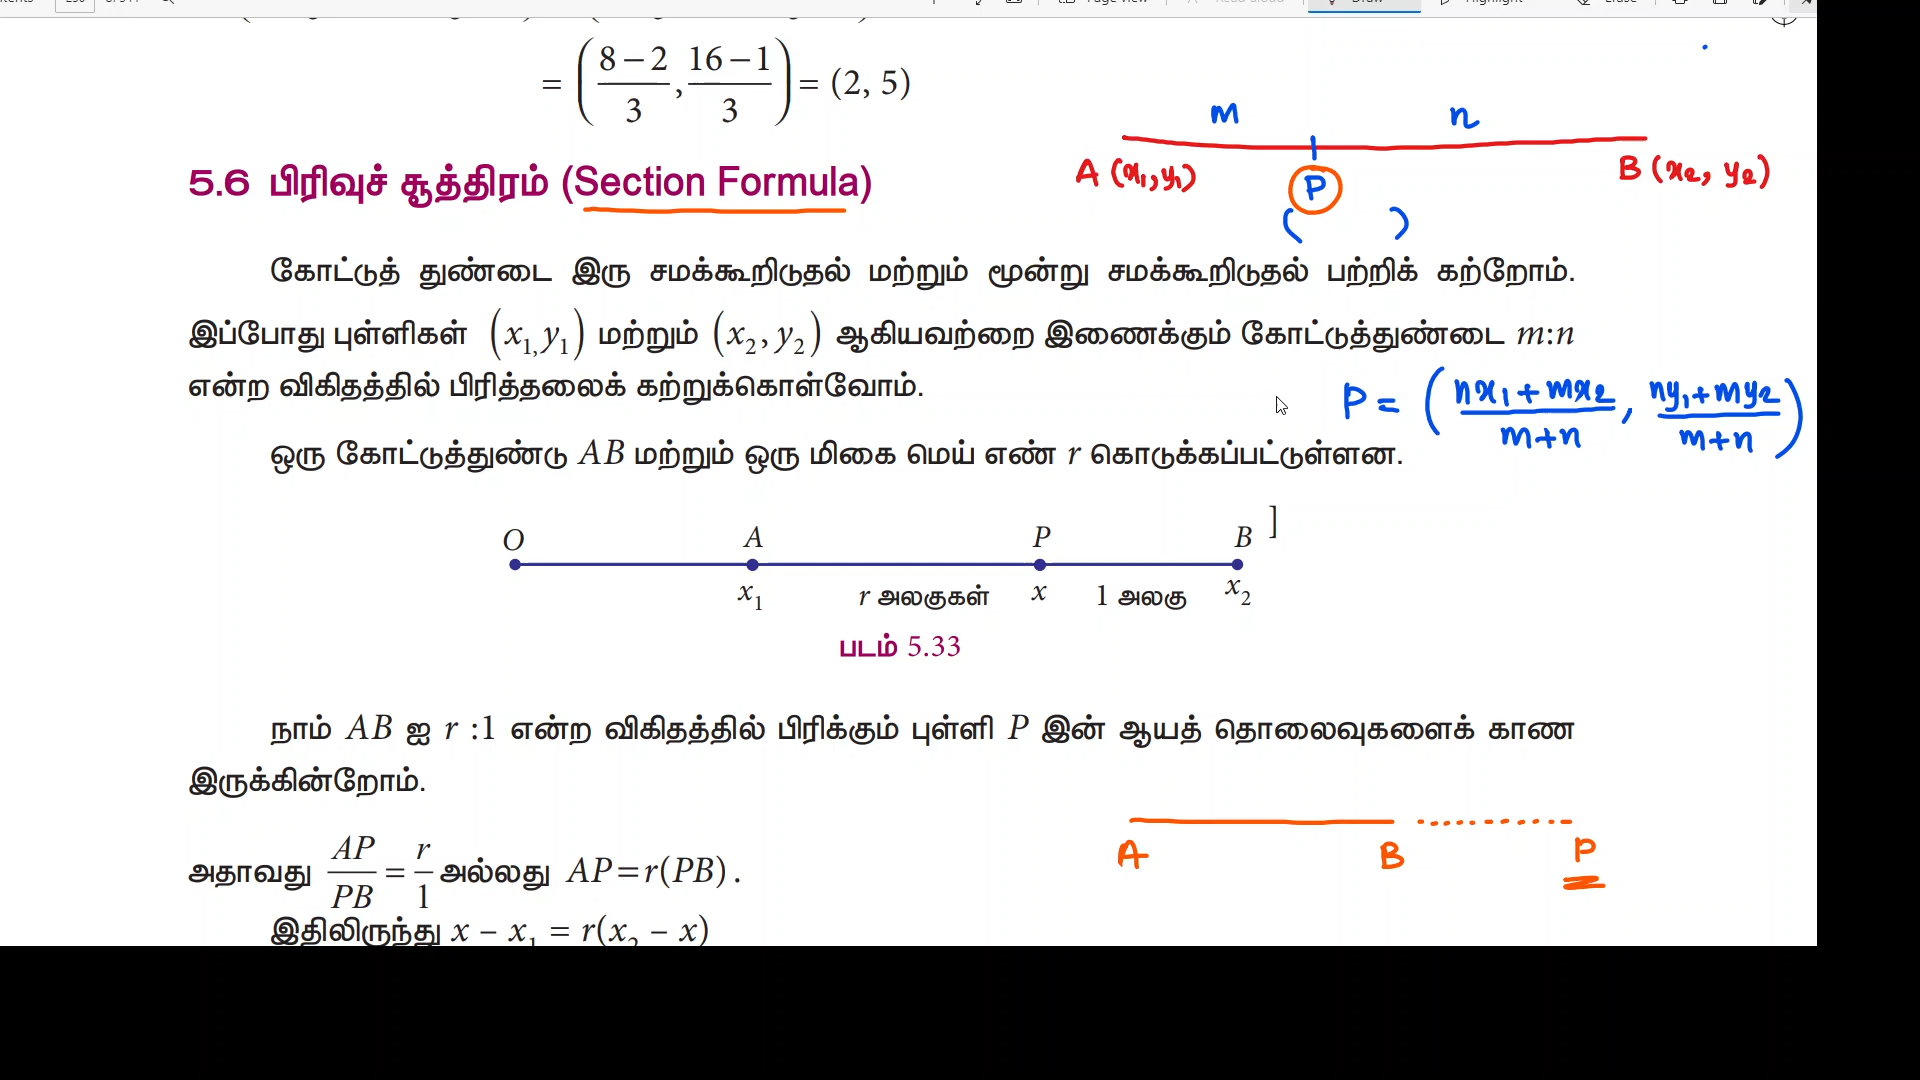 = ( 8 – 2 / 3 , 16 – 1 / 3 ) = (2, 5)
m n
A (x₁, y₁) B (x₂, y₂)
P
( )
5.6 பிரிவுச் சூத்திரம் (Section Formula)
கோட்டுத் துண்டை இரு சமக்கூறிடுதல் மற்றும் மூன்று சமக்கூறிடுதல் பற்றிக் கற்றோம்.
இப்போது புள்ளிகள் (x₁, y₁) மற்றும் (x₂, y₂) ஆகியவற்றை இணைக்கும் கோட்டுத்துண்டை m:n
என்ற விகிதத்தில் பிரித்தலைக் கற்றுக்கொள்வோம்.
P = ( nx₁ + mx₂ / m+n , ny₁ + my₂ / m+n )
ஒரு கோட்டுத்துண்டு AB மற்றும் ஒரு மிகை மெய் எண் r கொடுக்கப்பட்டுள்ளன.
O A P B ]
x₁ r அலகுகள் x 1 அலகு x₂
படம் 5.33
நாம் AB ஐ r :1 என்ற விகிதத்தில் பிரிக்கும் புள்ளி P இன் ஆயத் தொலைவுகளைக் காண
இருக்கின்றோம்.
A B P
அதாவது AP / PB = r / 1 அல்லது AP = r(PB) .
இதிலிருந்து x – x₁ = r(x₂ – x)